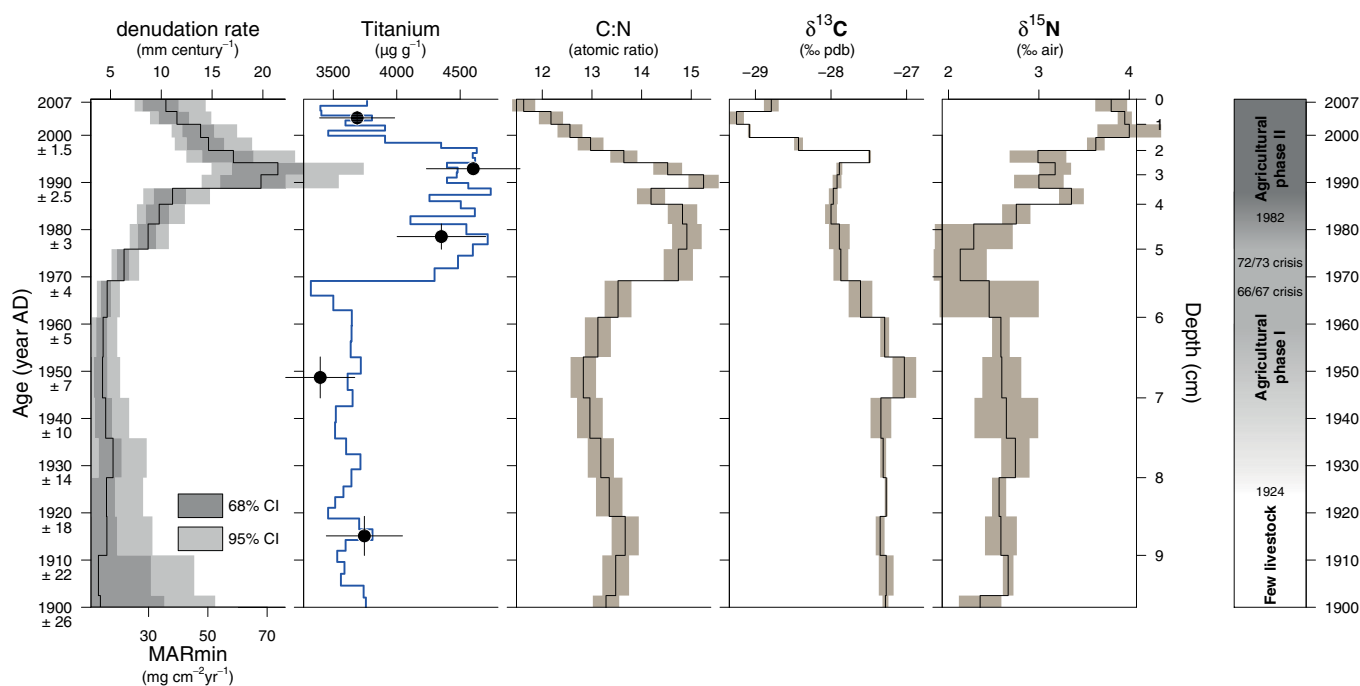 denudation rate
(mm century⁻¹)
5 10 15 20
Titanium
(µg g⁻¹)
3500 4000 4500
C:N
(atomic ratio)
12 13 14 15
δ¹³C
(‰ pdb)
−29 −28 −27
δ¹⁵N
(‰ air)
2 3 4
Age (year AD)
2007
2000
± 1.5
1990
± 2.5
1980
± 3
1970
± 4
1960
± 5
1950
± 7
1940
± 10
1930
± 14
1920
± 18
1910
± 22
1900
± 26
68% CI
95% CI
30 50 70
MARmin
(mg cm⁻²yr⁻¹)
0
1
2
3
4
5
6
7
8
9
Depth (cm)
Agricultural
phase II
1982
72/73 crisis
66/67 crisis
Agricultural
phase I
1924
Few livestock
2007
2000
1990
1980
1970
1960
1950
1940
1930
1920
1910
1900